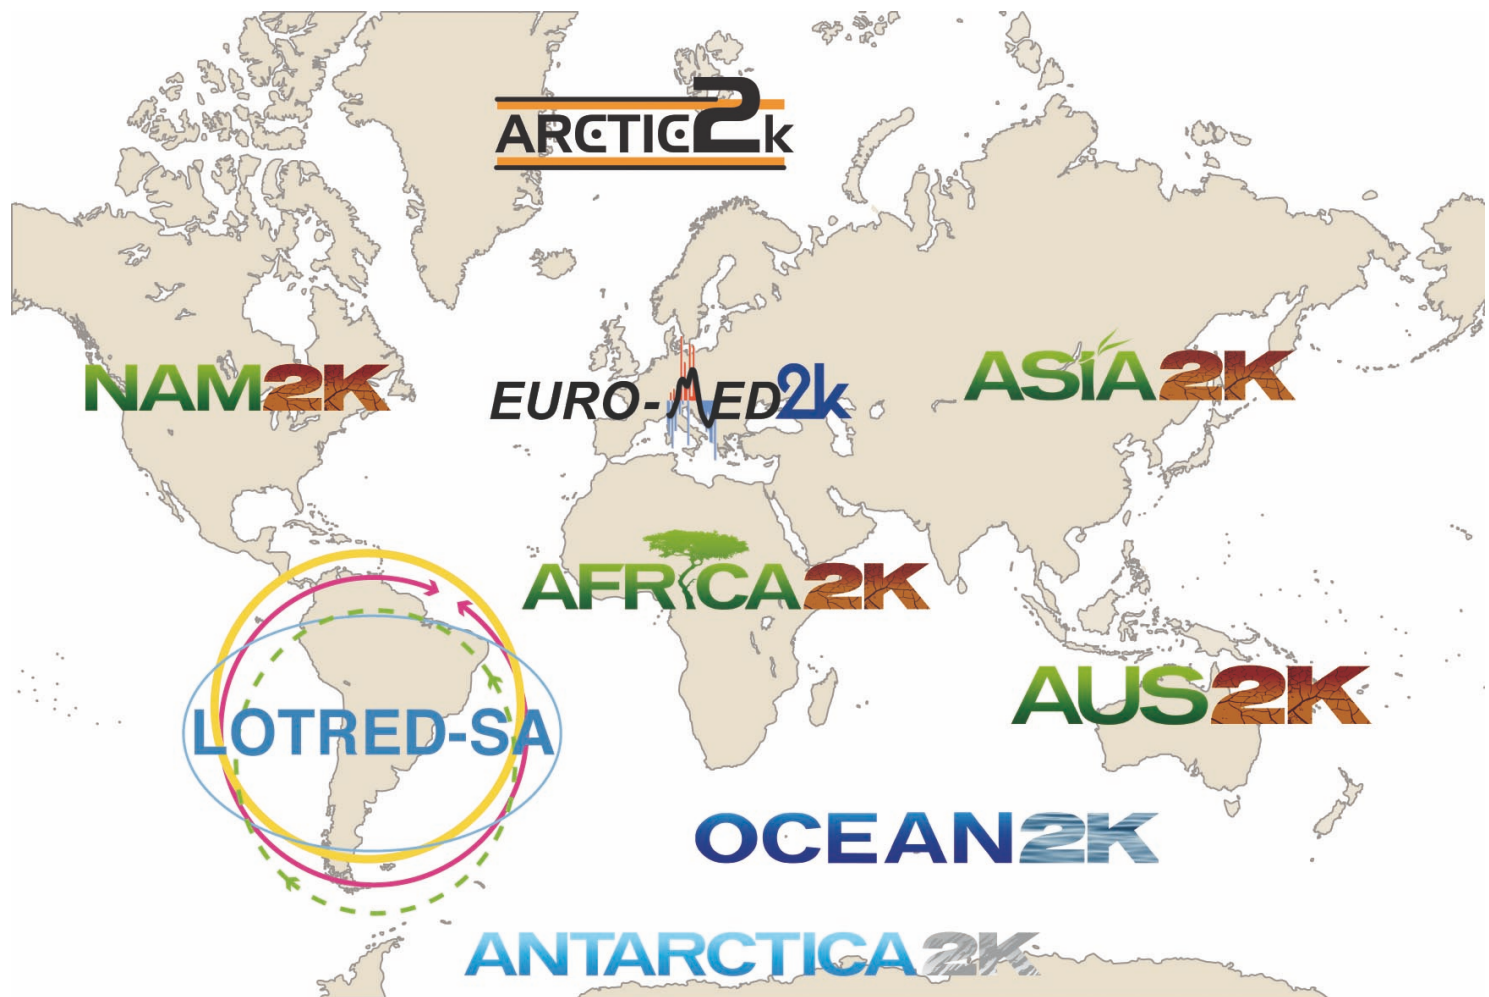 ARCTIC2k
NAM2K
EURO-MED2k
ASIA2K
AFRICA2K
AUS2K
LOTRED-SA
OCEAN2K
ANTARCTICA2K